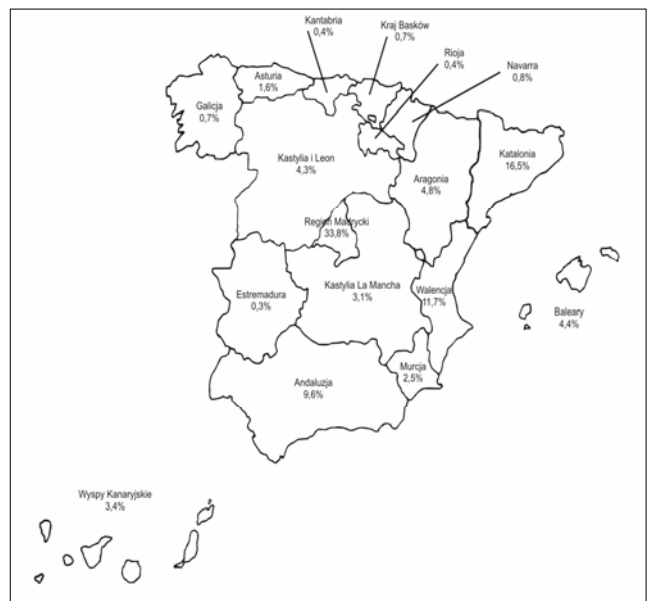 Kantabria
0,4%
Kraj Basków
0,7%
Rioja
0,4%
Navarra
0,8%
Asturia
1,6%
Galicja
0,7%
Katalonia
16,5%
Kastylia i Leon
4,3%
Aragonia
4,8%
Region Madrycki
33,8%
Kastylia La Mancha
3,1%
Walencja
11,7%
Estremadura
0,3%
Baleary
4,4%
Murcja
2,5%
Andaluzja
9,6%
Wyspy Kanaryjskie
3,4%